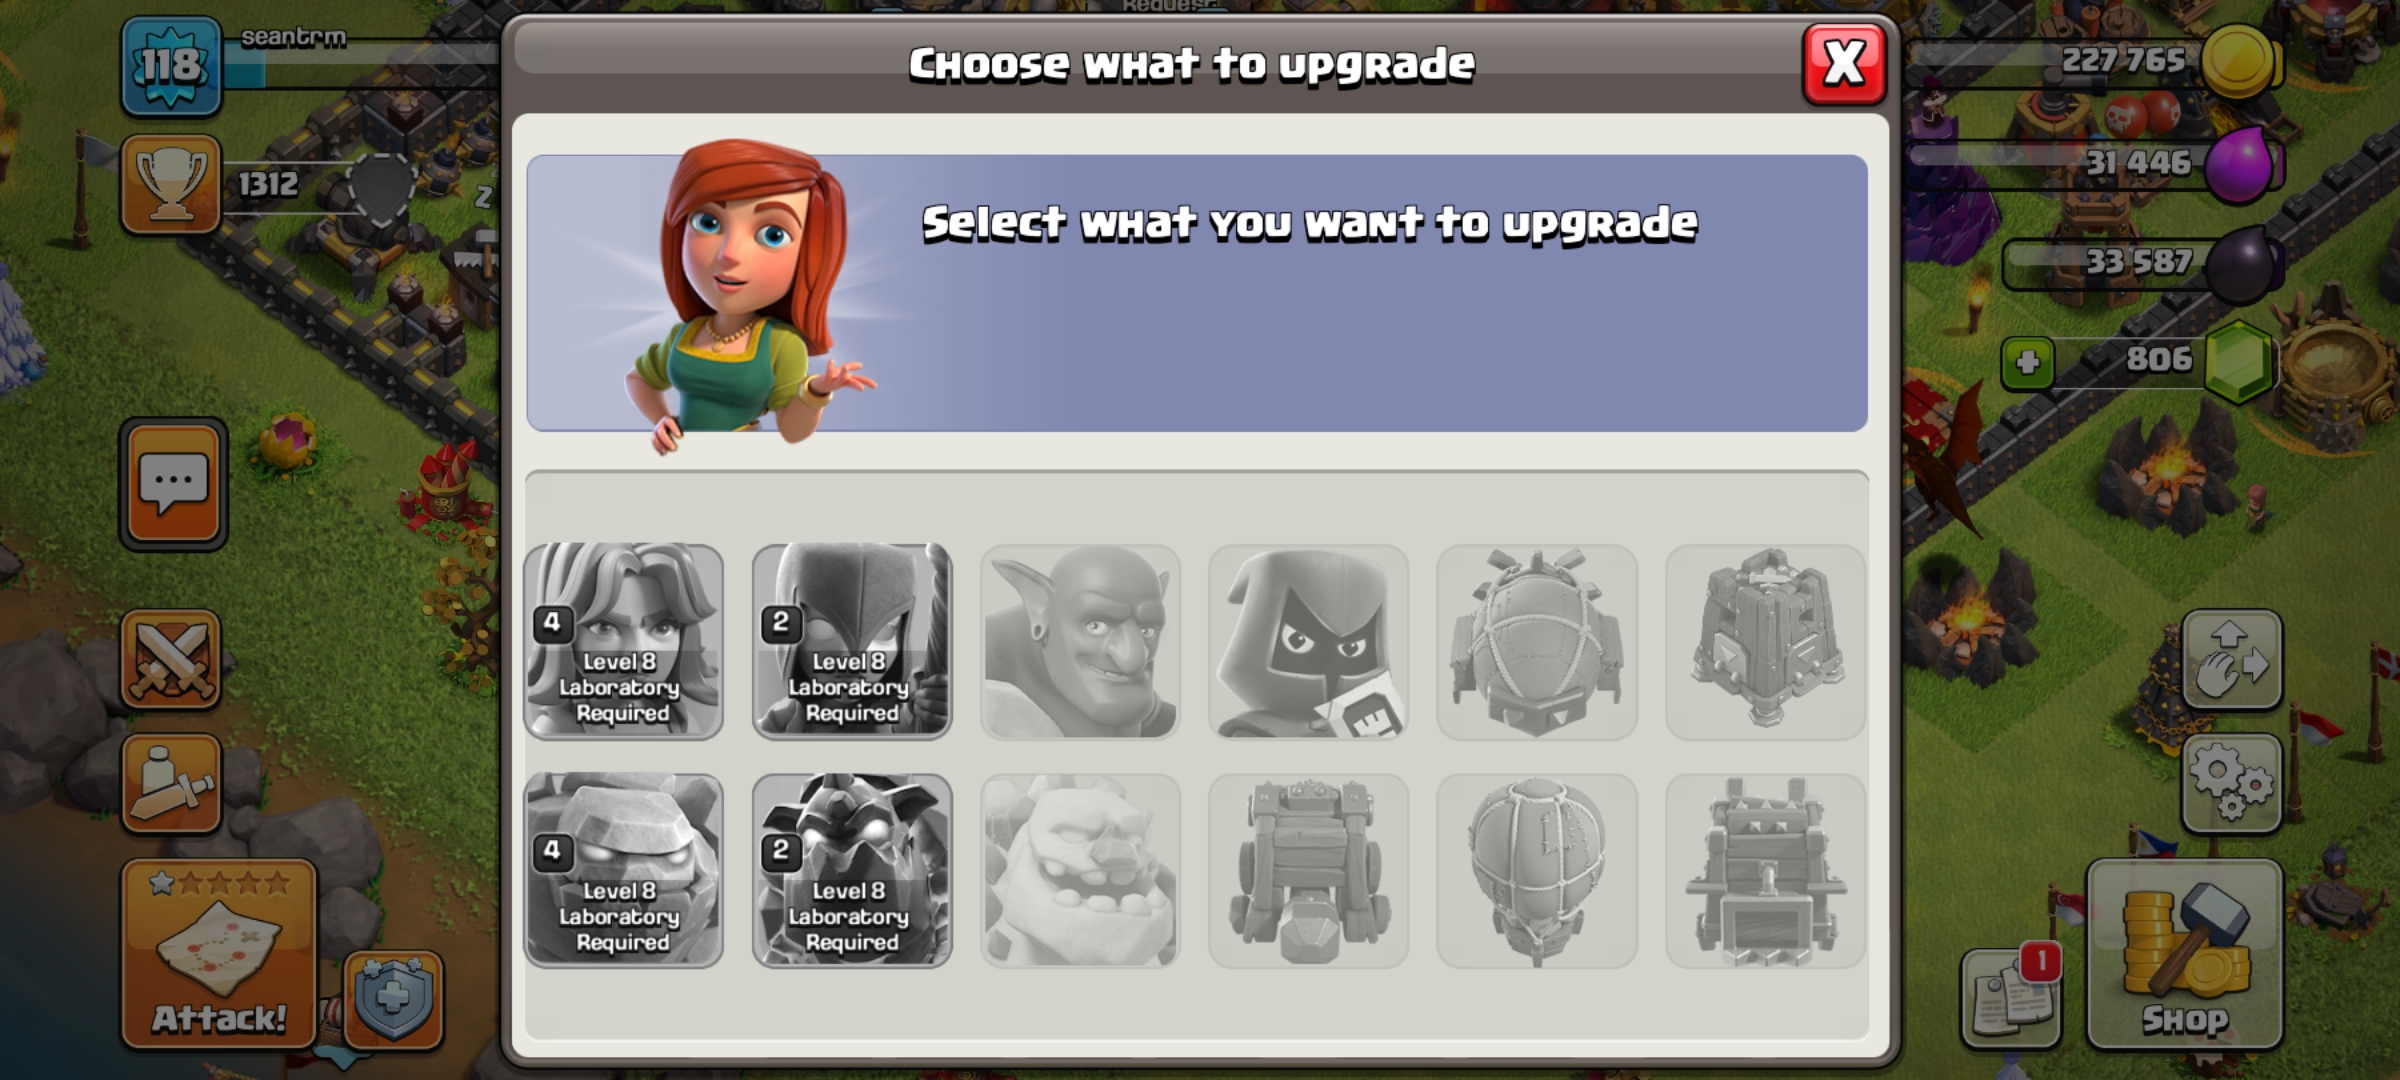 Request
118
seantrm
1312
Z
Choose what to upgrade
X
227 765
31 446
33 587
806
Select what you want to upgrade
4
Level 8
Laboratory
Required
2
Level 8
Laboratory
Required
4
Level 8
Laboratory
Required
2
Level 8
Laboratory
Required
Attack!
1
Shop